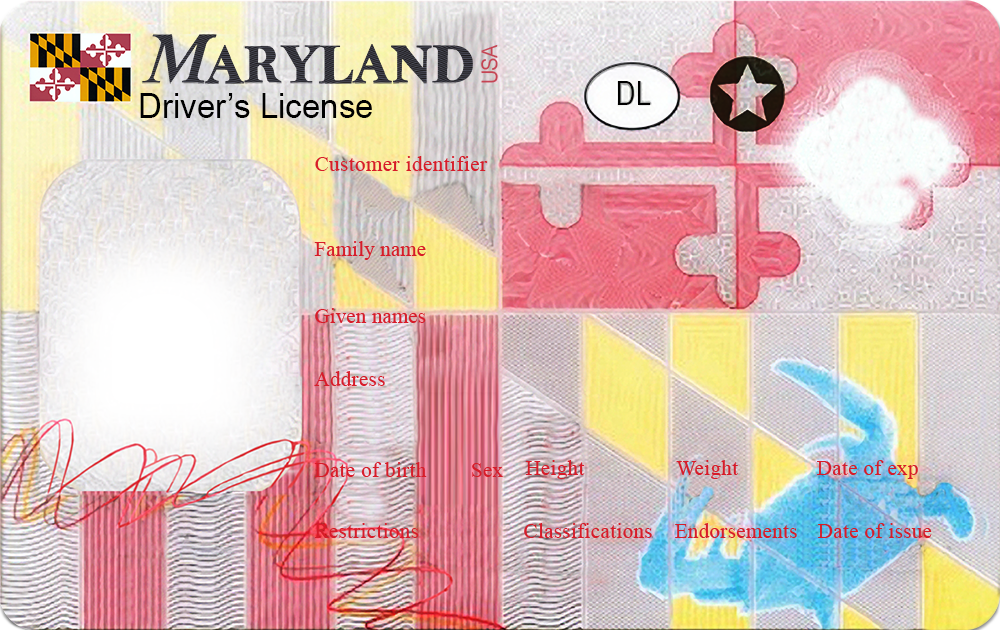 MARYLAND USA
Driver's License
DL
Customer identifier
Family name
Given names
Address
Date of birth Sex Height Weight Date of exp
Restrictions Classifications Endorsements Date of issue